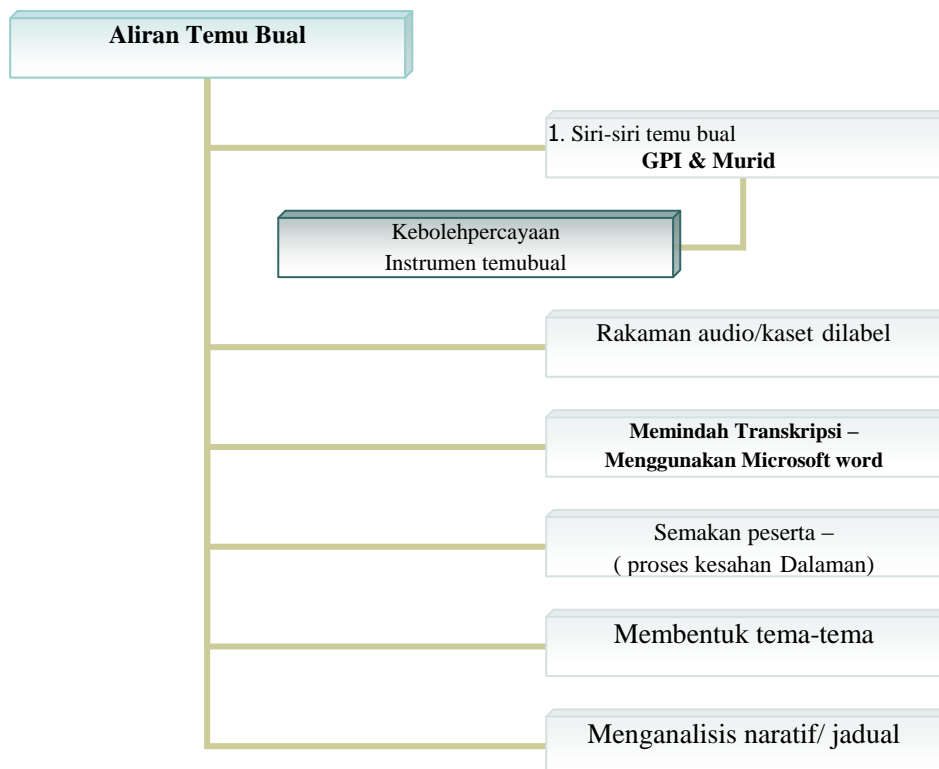 Aliran Temu Bual
1. Siri-siri temu bual
GPI & Murid
Kebolehpercayaan
Instrumen temubual
Rakaman audio/kaset dilabel
Memindah Transkripsi –
Menggunakan Microsoft word
Semakan peserta –
( proses kesahan Dalaman)
Membentuk tema-tema
Menganalisis naratif/ jadual